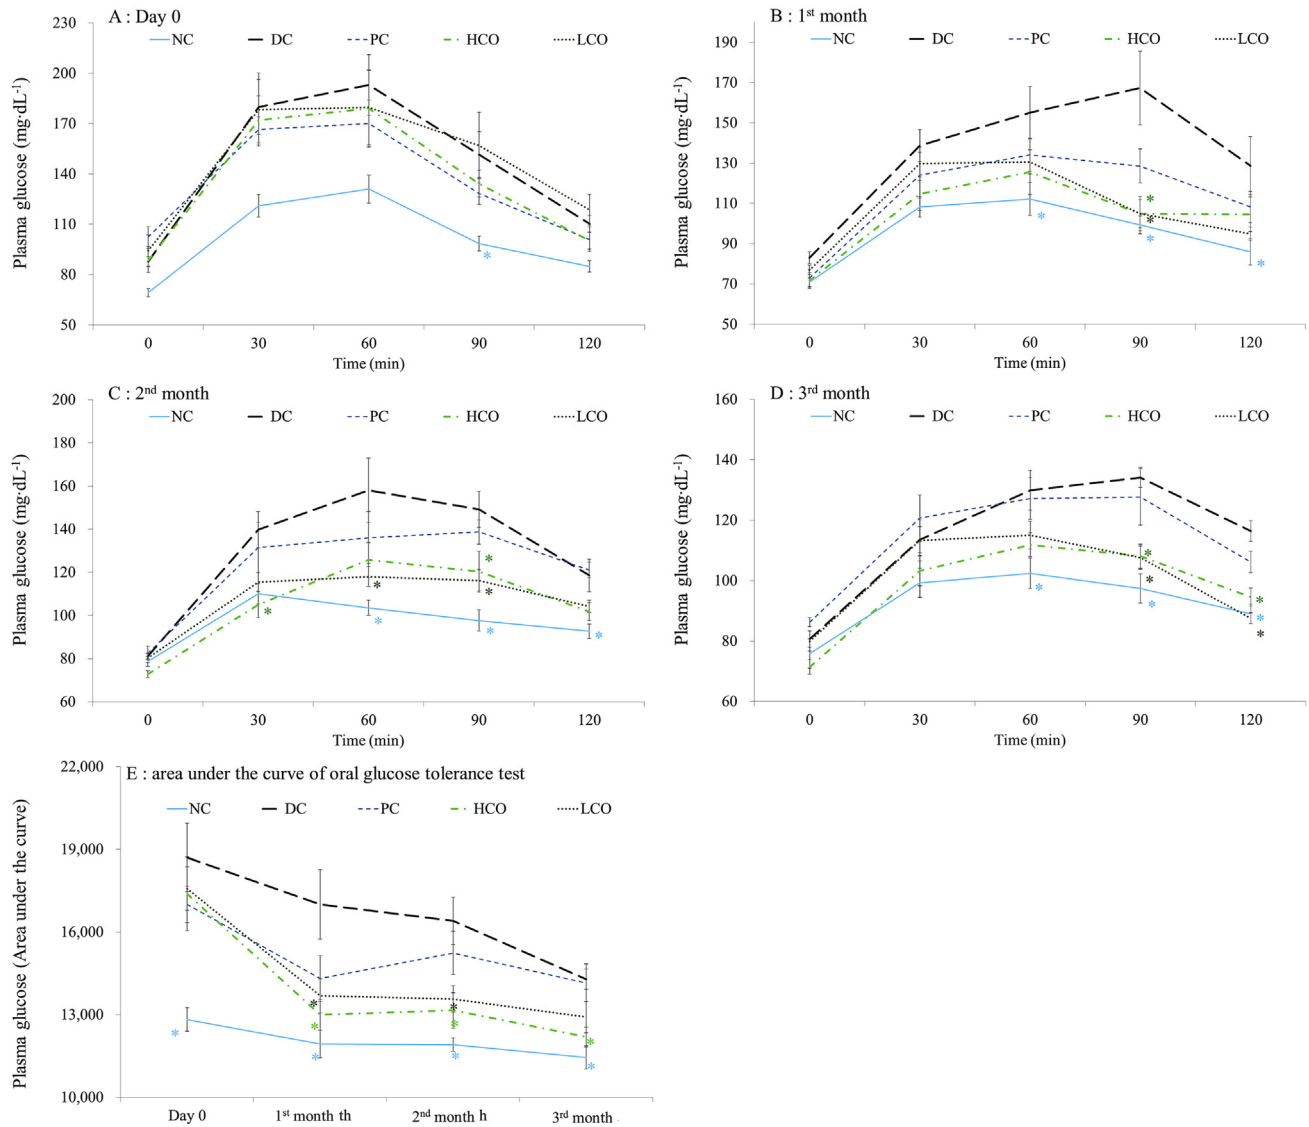 A : Day 0
NC DC PC HCO LCO
Plasma glucose (mg·dL⁻¹)
230
200
170
140
110
80
50
0 30 60 90 120
Time (min)
*
B : 1ˢᵗ month
NC DC PC HCO LCO
Plasma glucose (mg·dL⁻¹)
190
170
150
130
110
90
70
50
0 30 60 90 120
Time (min)
* * * * *
C : 2ⁿᵈ month
NC DC PC HCO LCO
Plasma glucose (mg·dL⁻¹)
200
180
160
140
120
100
80
60
0 30 60 90 120
Time (min)
* * * * * * *
D : 3ʳᵈ month
NC DC PC HCO LCO
Plasma glucose (mg·dL⁻¹)
160
140
120
100
80
60
0 30 60 90 120
Time (min)
* * * * * * *
E : area under the curve of oral glucose tolerance test
NC DC PC HCO LCO
Plasma glucose (Area under the curve)
22,000
19,000
16,000
13,000
10,000
Day 0 1ˢᵗ month th 2ⁿᵈ month h 3ʳᵈ month
* * * * * * * * *